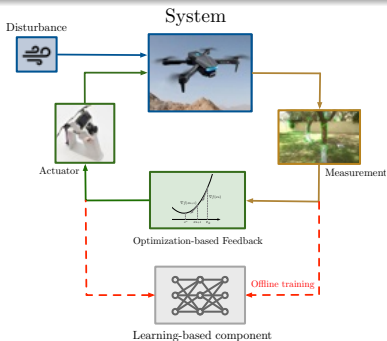 System
Disturbance
Actuator
Measurement
Optimization-based Feedback
Offline training
Learning-based component